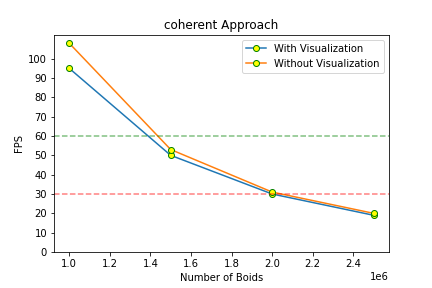 coherent Approach
With Visualization
Without Visualization
100
90
80
70
60
50
40
30
20
10
0
FPS
1.0 1.2 1.4 1.6 1.8 2.0 2.2 2.4
1e6
Number of Boids